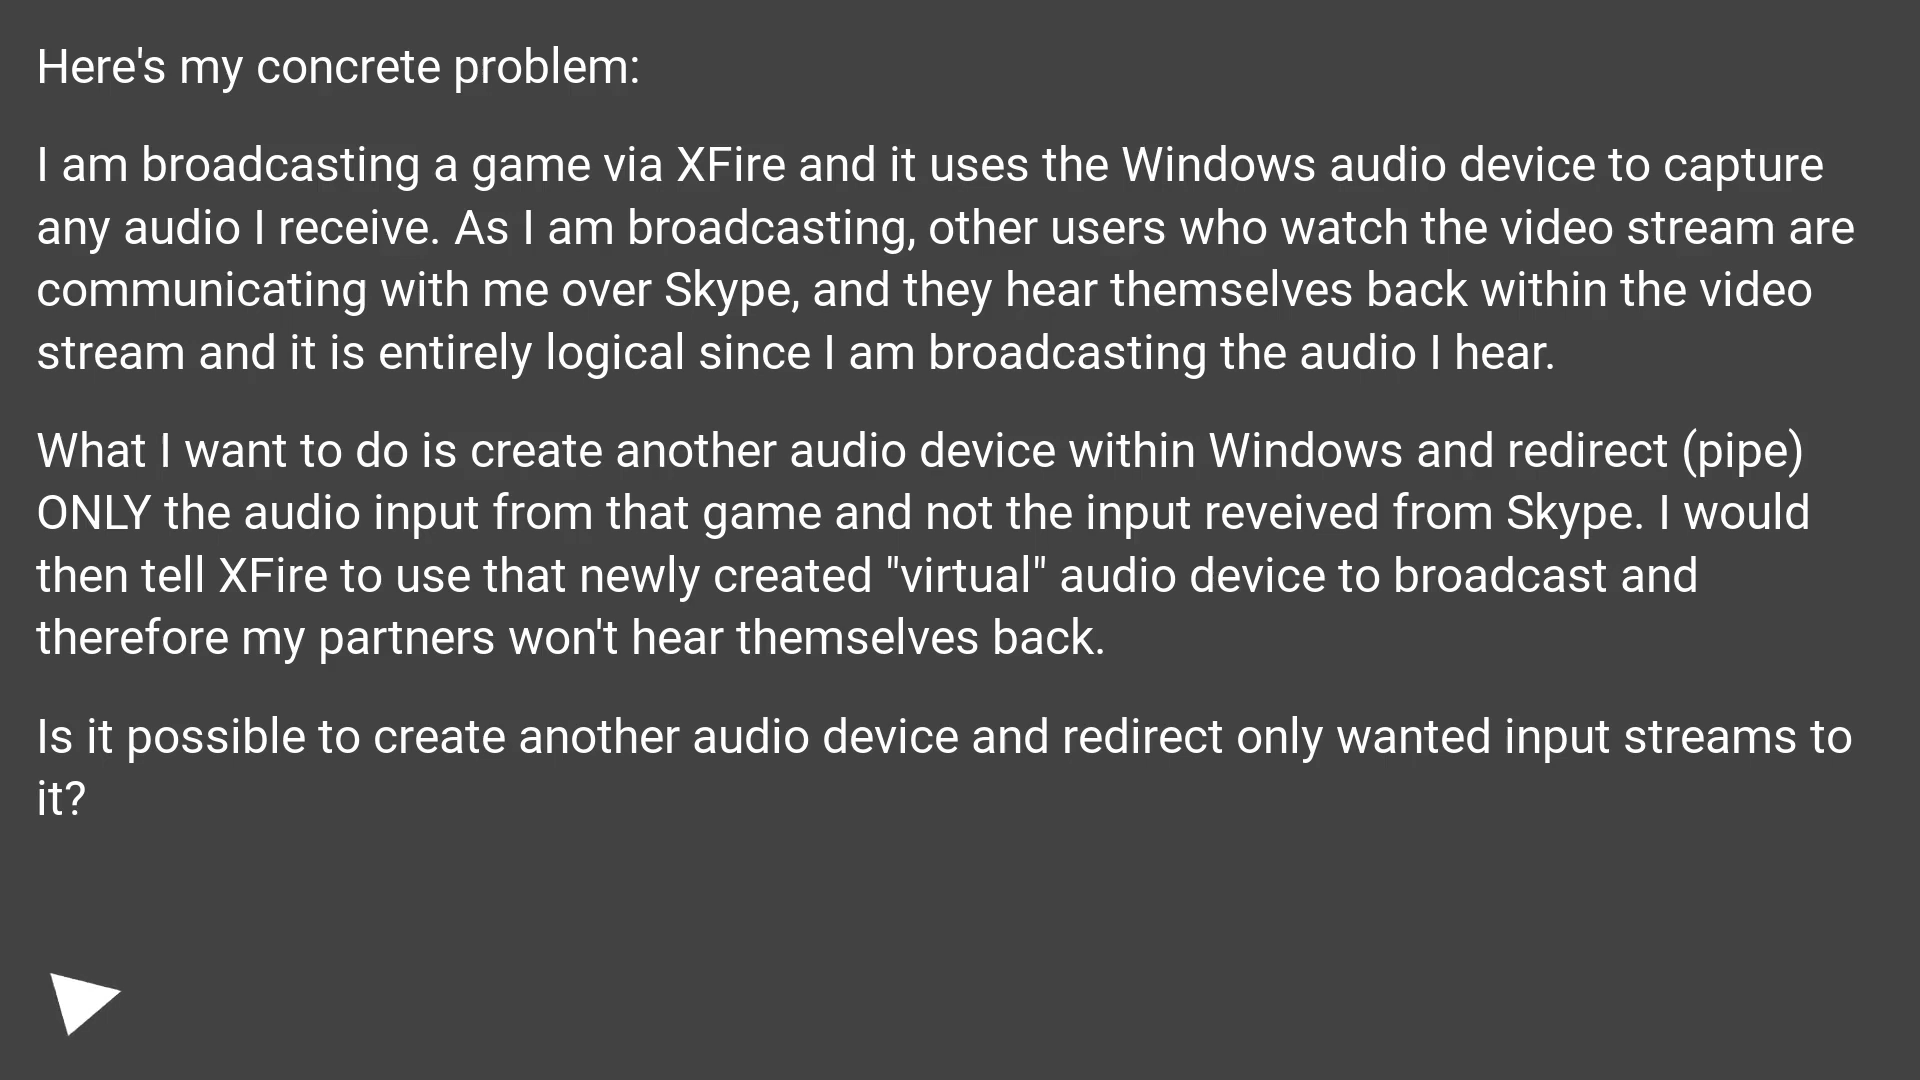 Here's my concrete problem:
I am broadcasting a game via XFire and it uses the Windows audio device to capture
any audio I receive. As I am broadcasting, other users who watch the video stream are
communicating with me over Skype, and they hear themselves back within the video
stream and it is entirely logical since I am broadcasting the audio I hear.
What I want to do is create another audio device within Windows and redirect (pipe)
ONLY the audio input from that game and not the input reveived from Skype. I would
then tell XFire to use that newly created "virtual" audio device to broadcast and
therefore my partners won't hear themselves back.
Is it possible to create another audio device and redirect only wanted input streams to
it?